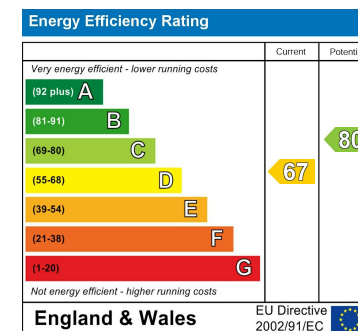 Energy Efficiency Rating
Current Potenti
Very energy efficient - lower running costs
(92 plus) A
(81-91) B
(69-80) C
(55-68) D
(39-54) E
(21-38) F
(1-20) G
67
80
Not energy efficient - higher running costs
England & Wales
EU Directive
2002/91/EC